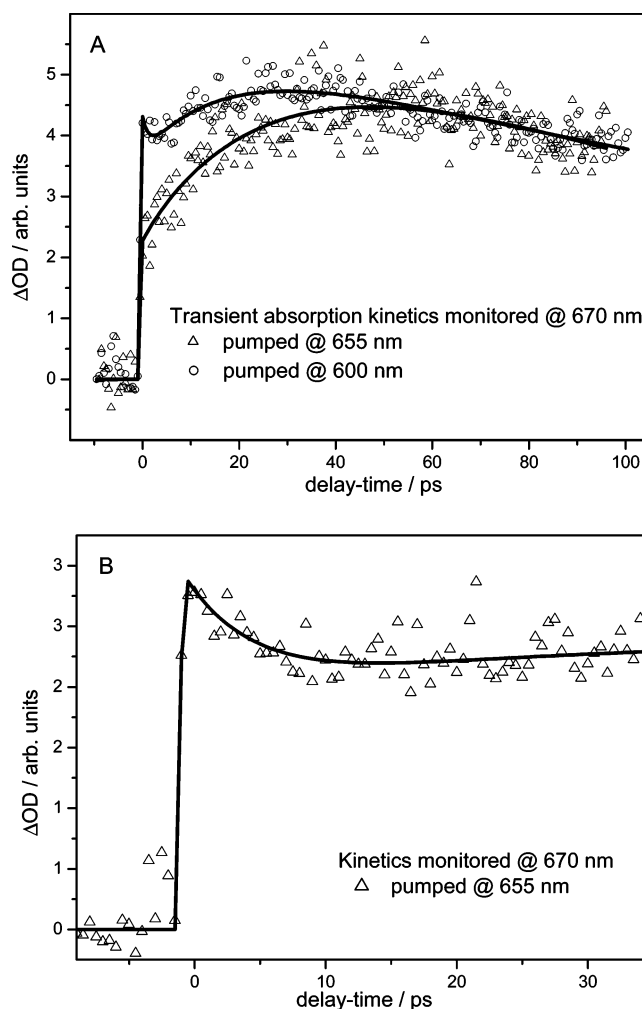 A
5
4
3
2
1
0
ΔOD / arb. units
Transient absorption kinetics monitored @ 670 nm
△ pumped @ 655 nm
○ pumped @ 600 nm
0 20 40 60 80 100
delay-time / ps
B
3
3
2
2
1
1
0
ΔOD / arb. units
Kinetics monitored @ 670 nm
△ pumped @ 655 nm
0 10 20 30
delay-time / ps